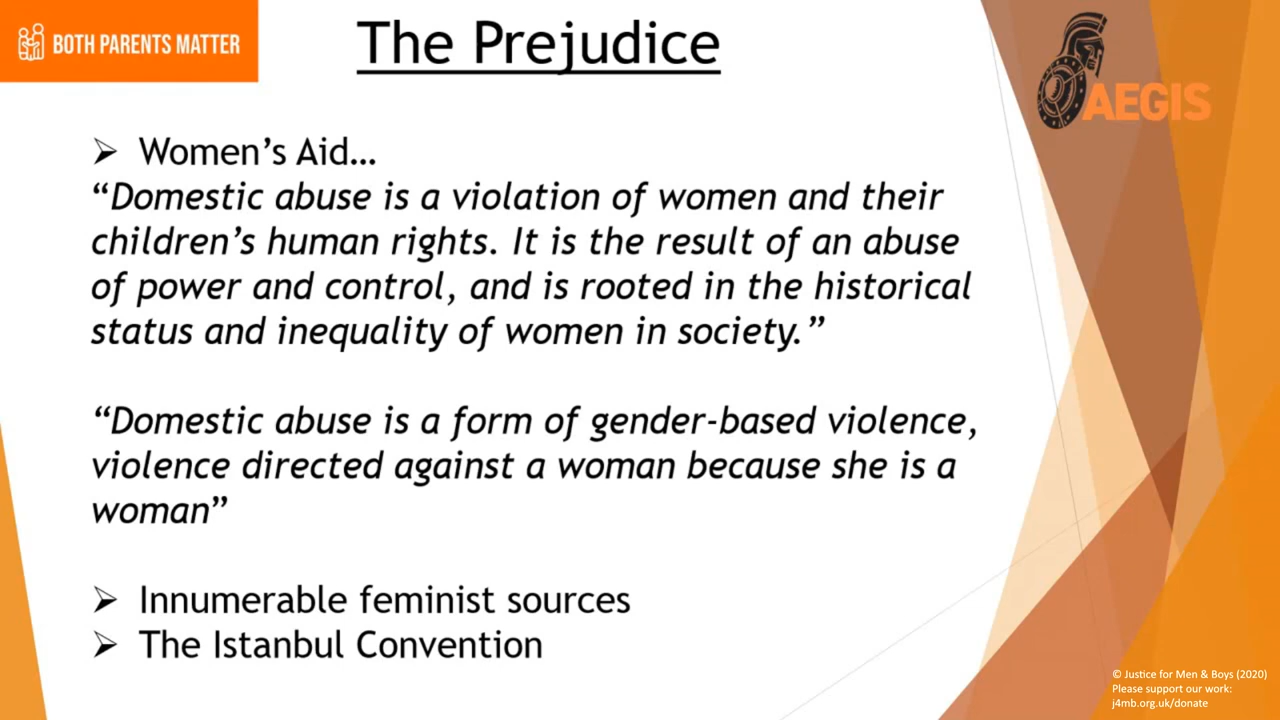 BOTH PARENTS MATTER
The Prejudice
AEGIS
Women’s Aid…
“Domestic abuse is a violation of women and their
children’s human rights. It is the result of an abuse
of power and control, and is rooted in the historical
status and inequality of women in society.”
“Domestic abuse is a form of gender-based violence,
violence directed against a woman because she is a
woman”
Innumerable feminist sources
The Istanbul Convention
© Justice for Men & Boys (2020)
Please support our work:
j4mb.org.uk/donate